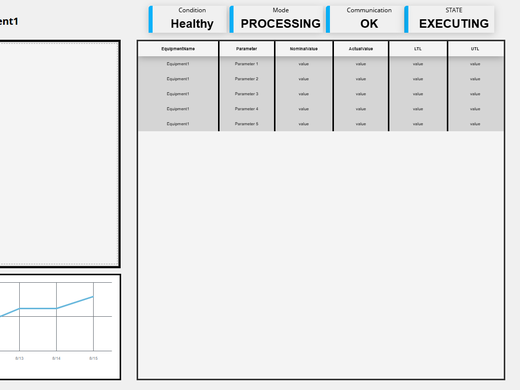 ent1
Condition Mode Communication STATE
Healthy PROCESSING OK EXECUTING
EquipmentName Parameter NominalValue ActualValue LTL UTL
Equipment1 Parameter 1 value value value value
Equipment1 Parameter 2 value value value value
Equipment1 Parameter 3 value value value value
Equipment1 Parameter 4 value value value value
Equipment1 Parameter 5 value value value value